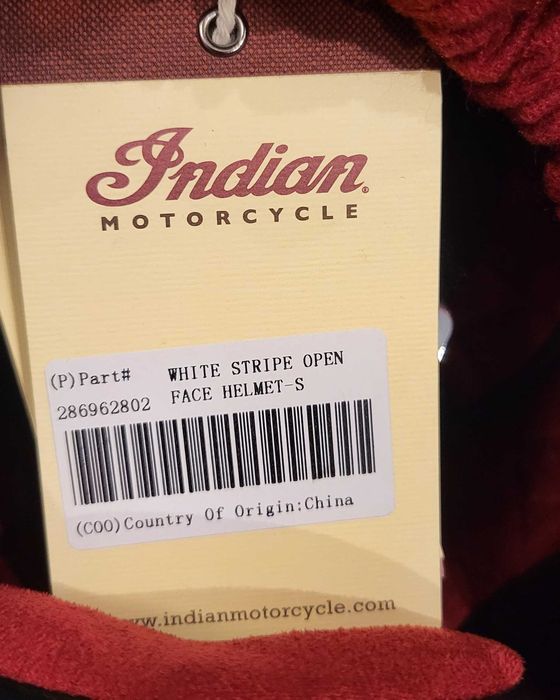 Indian®
MOTORCYCLE
(P)Part# WHITE STRIPE OPEN
286962802 FACE HELMET-S
(COO)Country Of Origin:China
www.indianmotorcycle.com